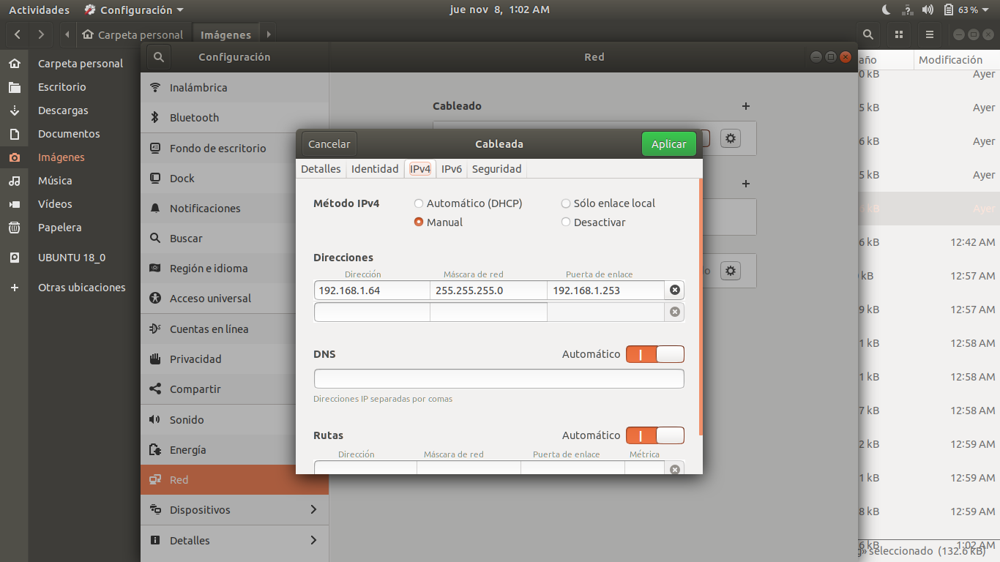 Actividades Configuración jue nov 8, 1:02 AM 63 %
Carpeta personal Imágenes
Carpeta personal
Escritorio
Descargas
Documentos
Imágenes
Música
Vídeos
Papelera
UBUNTU 18_0
Otras ubicaciones
Configuración Red
Inalámbrica
Bluetooth
Fondo de escritorio
Dock
Notificaciones
Buscar
Región e idioma
Acceso universal
Cuentas en línea
Privacidad
Compartir
Sonido
Energía
Red
Dispositivos
Detalles
Cableado
Cancelar Cableada Aplicar
Detalles Identidad IPv4 IPv6 Seguridad
Método IPv4 Automático (DHCP) Sólo enlace local
Manual Desactivar
Direcciones
Dirección Máscara de red Puerta de enlace
192.168.1.64 255.255.255.0 192.168.1.253
DNS Automático
Direcciones IP separadas por comas
Rutas Automático
Dirección Máscara de red Puerta de enlace Métrica
año Modificación
0 kB Ayer
5 kB Ayer
6 kB Ayer
5 kB Ayer
kB Ayer
6 kB 12:42 AM
kB 12:57 AM
9 kB 12:57 AM
1 kB 12:58 AM
1 kB 12:58 AM
7 kB 12:58 AM
2 kB 12:59 AM
1 kB 12:59 AM
8 kB 12:59 AM
6 kB 1:02 AM
g» seleccionado (132.6 kB)